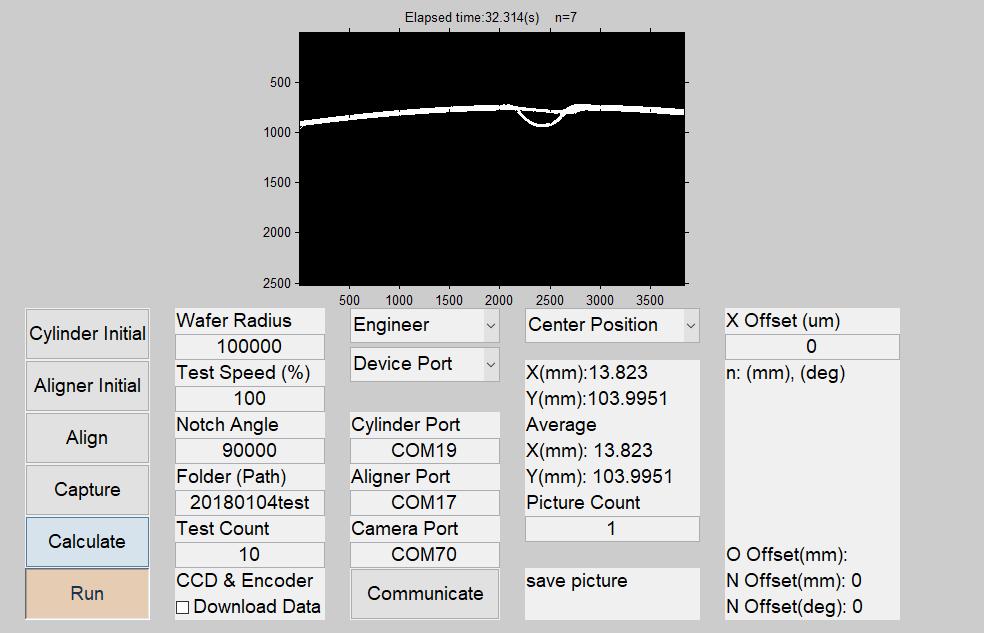 Elapsed time:32.314(s) n=7
500
1000
1500
2000
2500
500 1000 1500 2000 2500 3000 3500
Cylinder Initial
Aligner Initial
Align
Capture
Calculate
Run
Wafer Radius
100000
Test Speed (%)
100
Notch Angle
90000
Folder (Path)
20180104test
Test Count
10
CCD & Encoder
Download Data
Engineer
Device Port
Cylinder Port
COM19
Aligner Port
COM17
Camera Port
COM70
Communicate
Center Position
X(mm):13.823
Y(mm):103.9951
Average
X(mm): 13.823
Y(mm): 103.9951
Picture Count
1
save picture
X Offset (um)
0
n: (mm), (deg)
O Offset(mm):
N Offset(mm): 0
N Offset(deg): 0